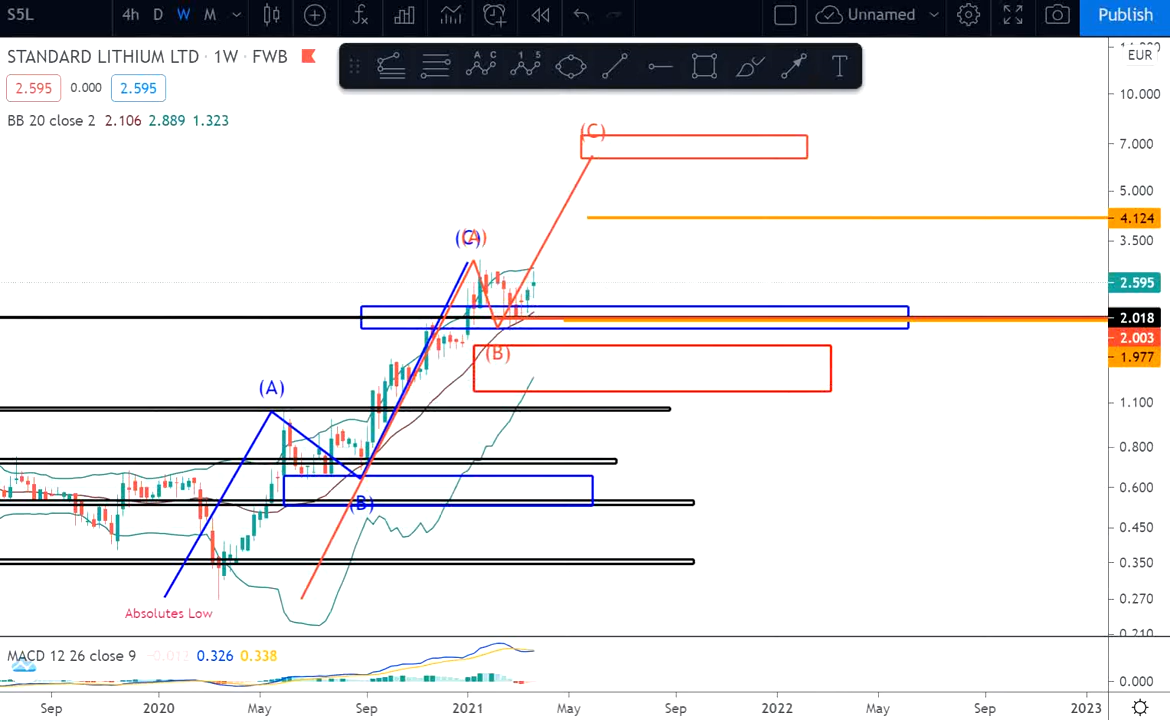 S5L 4h D W M Unnamed Publish
STANDARD LITHIUM LTD · 1W · FWB
EUR
2.595 0.000 2.595
BB 20 close 2 2.106 2.889 1.323
A C 1 5 T
10.000
(C)
7.000
5.000
4.124
(C) (A)
3.500
2.595
2.018
2.003
(B)
1.977
(A)
1.100
0.800
0.600
(B)
0.450
0.350
0.270
Absolutes Low
0.210
MACD 12 26 close 9 -0.013 0.326 0.338
0.000
Sep 2020 May Sep 2021 May Sep 2022 May Sep 2023